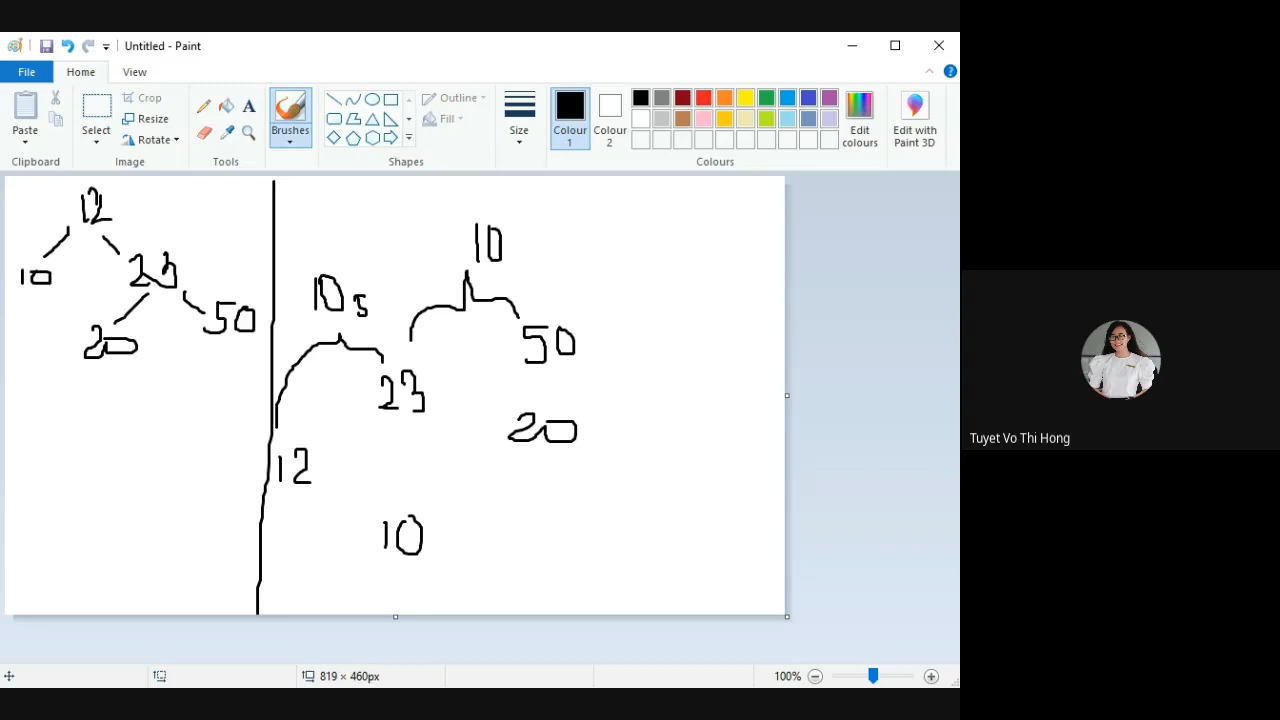 Untitled - Paint
File
Home
View
Paste
Clipboard
Select
Crop
Resize
Rotate
Image
Tools
Brushes
Shapes
Outline
Fill
Size
Colour 1
Colour 2
Edit colours
Edit with Paint 3D
Colours
12
10
23
20
50
10
10 5
50
23
20
12
10
819 × 460px
100%
Tuyet Vo Thi Hong